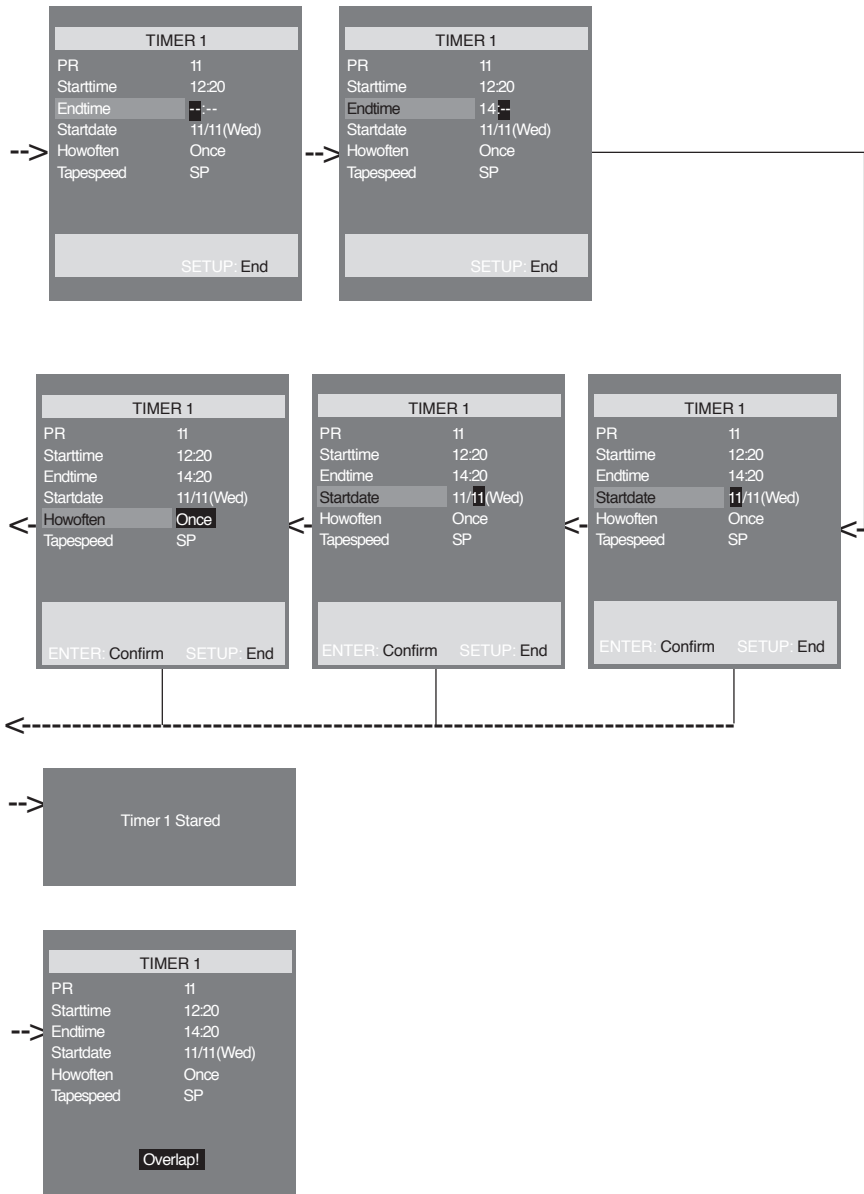 TIMER 1
PR 11
Starttime 12:20
Endtime --:--
Startdate 11/11(Wed)
Howoften Once
Tapespeed SP
SETUP: End
TIMER 1
PR 11
Starttime 12:20
Endtime 14:--
Startdate 11/11(Wed)
Howoften Once
Tapespeed SP
SETUP: End
TIMER 1
PR 11
Starttime 12:20
Endtime 14:20
Startdate 11/11(Wed)
Howoften Once
Tapespeed SP
ENTER: Confirm SETUP: End
TIMER 1
PR 11
Starttime 12:20
Endtime 14:20
Startdate 11/11(Wed)
Howoften Once
Tapespeed SP
ENTER: Confirm SETUP: End
TIMER 1
PR 11
Starttime 12:20
Endtime 14:20
Startdate 11/11(Wed)
Howoften Once
Tapespeed SP
ENTER: Confirm SETUP: End
Timer 1 Stared
TIMER 1
PR 11
Starttime 12:20
Endtime 14:20
Startdate 11/11(Wed)
Howoften Once
Tapespeed SP
Overlap!